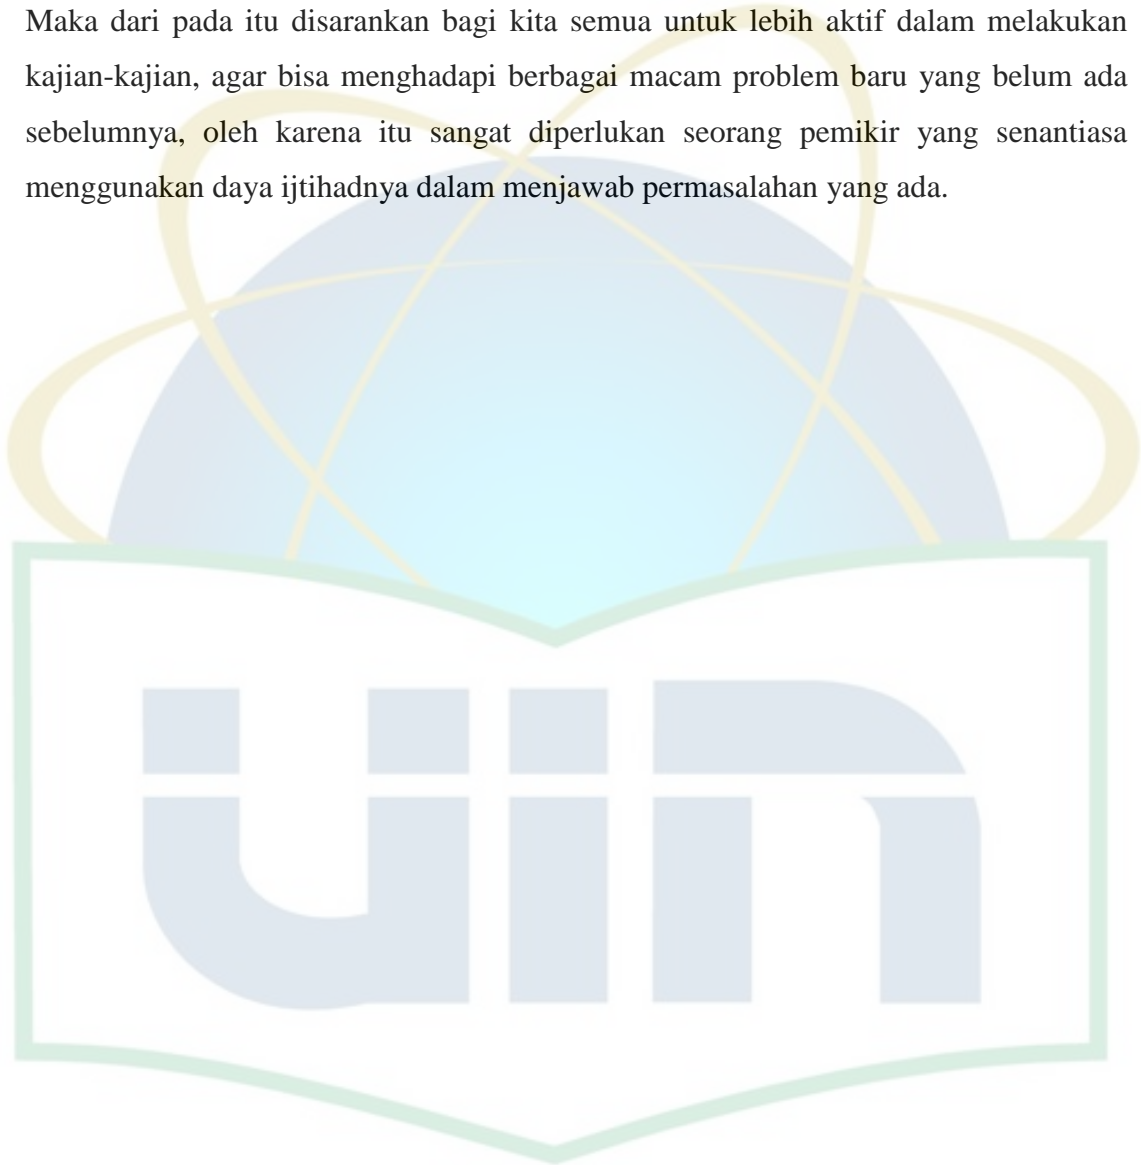 Maka dari pada itu disarankan bagi kita semua untuk lebih aktif dalam melakukan
kajian-kajian, agar bisa menghadapi berbagai macam problem baru yang belum ada
sebelumnya, oleh karena itu sangat diperlukan seorang pemikir yang senantiasa
menggunakan daya ijtihadnya dalam menjawab permasalahan yang ada.
uin